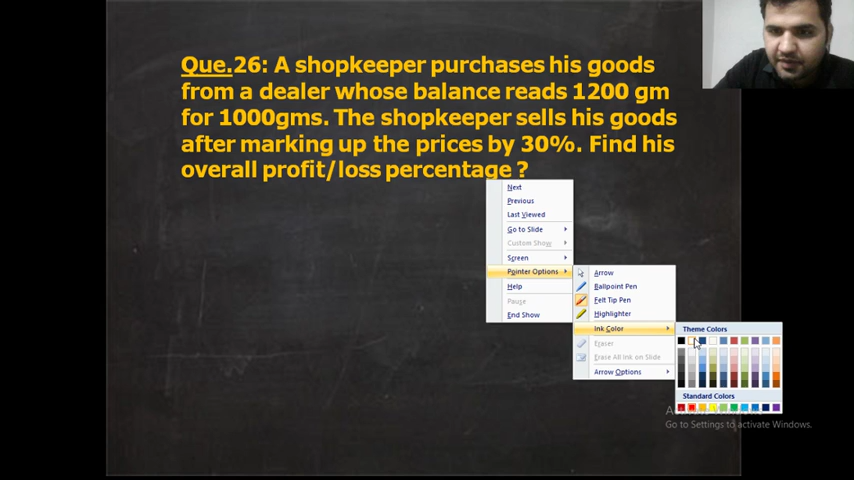 Que.26: A shopkeeper purchases his goods
from a dealer whose balance reads 1200 gm
for 1000gms. The shopkeeper sells his goods
after marking up the prices by 30%. Find his
overall profit/loss percentage ?
Next
Previous
Last Viewed
Go to Slide
Custom Show
Screen
Pointer Options
Help
Pause
End Show
Arrow
Ballpoint Pen
Felt Tip Pen
Highlighter
Ink Color
Eraser
Erase All Ink on Slide
Arrow Options
Theme Colors
Standard Colors
Go to Settings to activate Windows.